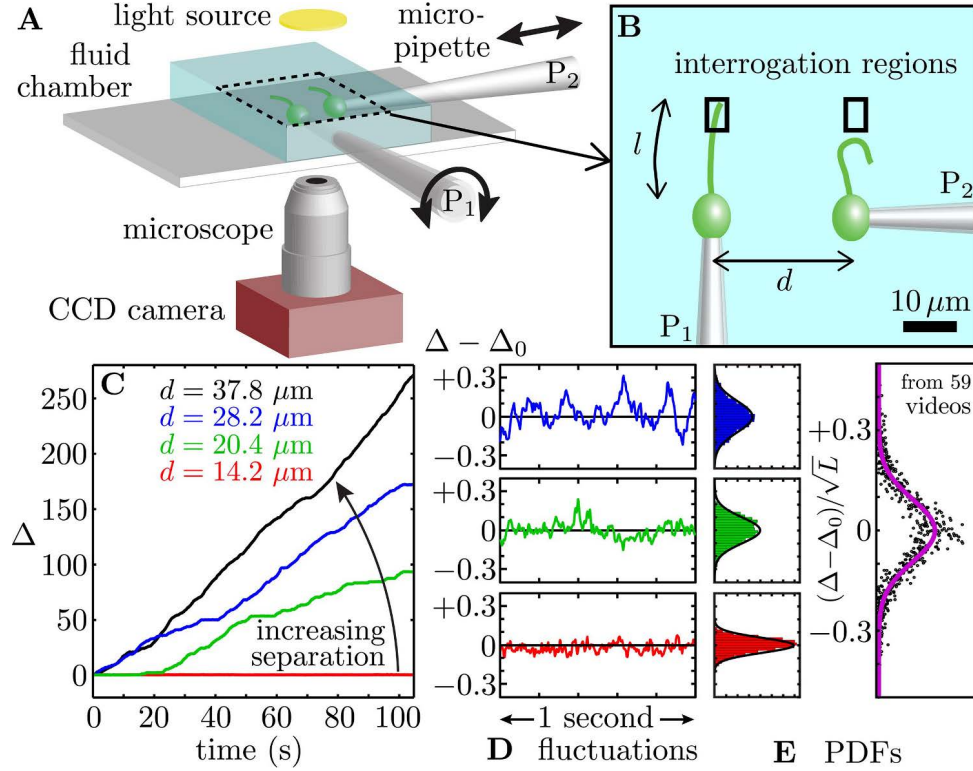 A
light source
micro-
pipette
fluid
chamber
P₂
P₁
microscope
CCD camera
B
interrogation regions
l
P₂
d
P₁
10 μm
C
d = 37.8 μm
d = 28.2 μm
d = 20.4 μm
d = 14.2 μm
250
200
150
100
50
0
Δ
increasing
separation
0 20 40 60 80 100
time (s)
Δ − Δ₀
+0.3
0
−0.3
+0.3
0
−0.3
+0.3
0
−0.3
1 second
D fluctuations
from 59
videos
+0.3
0
−0.3
(Δ−Δ₀)/√L
E PDFs